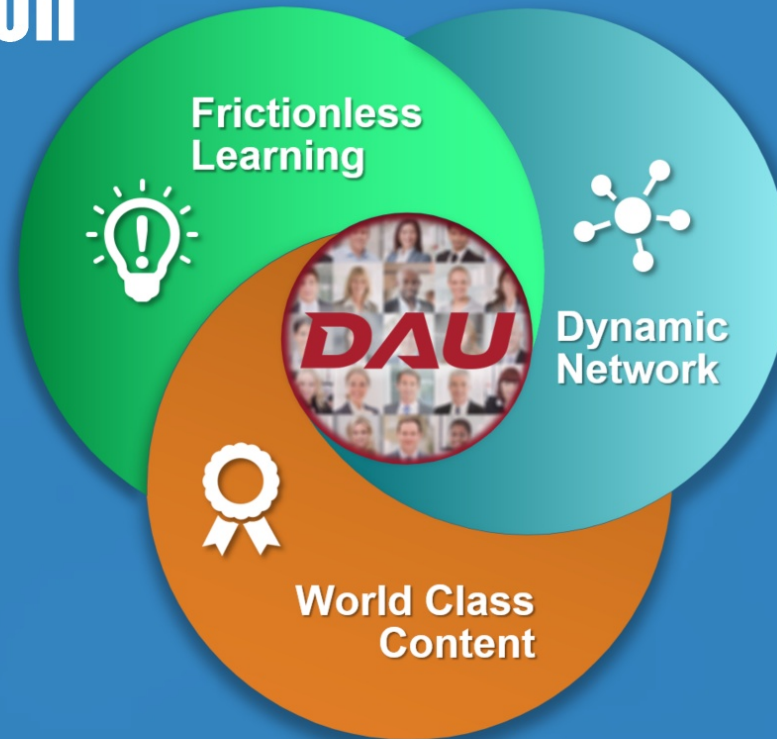 Frictionless
Learning
DAU
Dynamic
Network
World Class
Content